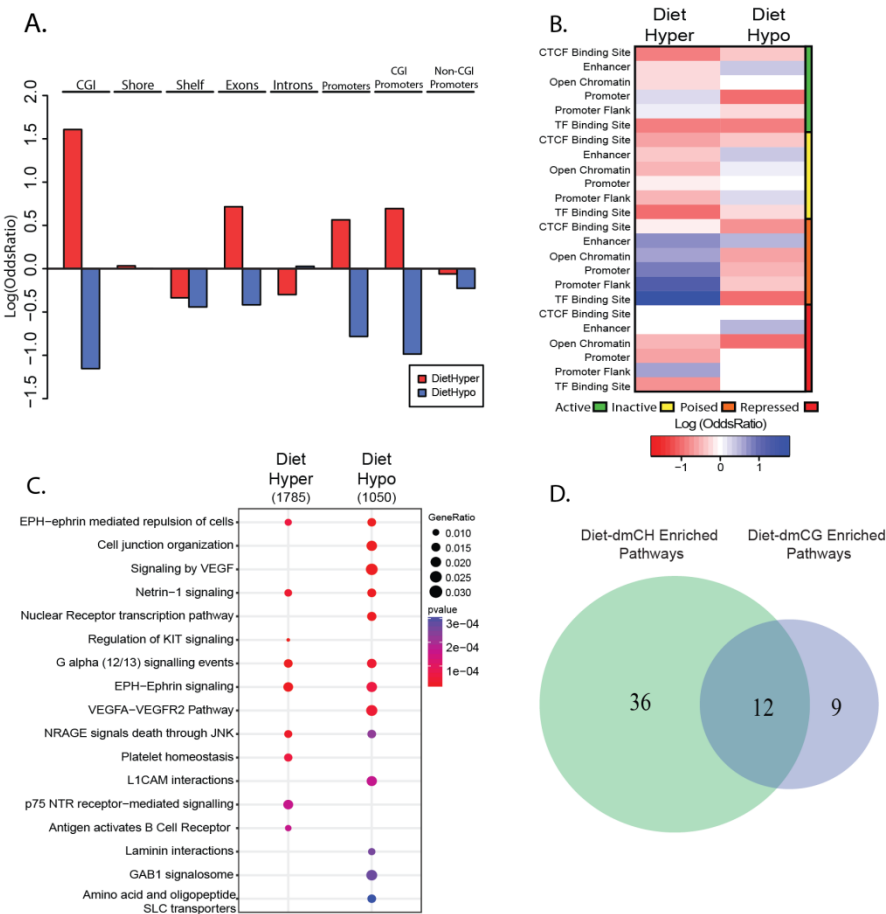 A.
CGI Shore Shelf Exons Introns Promoters CGI Promoters Non-CGI Promoters
Log(OddsRatio)
2.0
1.5
1.0
0.5
0.0
−0.5
−1.0
−1.5
DietHyper
DietHypo
B.
Diet Hyper
Diet Hypo
CTCF Binding Site
Enhancer
Open Chromatin
Promoter
Promoter Flank
TF Binding Site
CTCF Binding Site
Enhancer
Open Chromatin
Promoter
Promoter Flank
TF Binding Site
CTCF Binding Site
Enhancer
Open Chromatin
Promoter
Promoter Flank
TF Binding Site
CTCF Binding Site
Enhancer
Open Chromatin
Promoter
Promoter Flank
TF Binding Site
Active Inactive Poised Repressed
Log (OddsRatio)
−1 0 1
C.
Diet Hyper (1785)
Diet Hypo (1050)
EPH−ephrin mediated repulsion of cells
Cell junction organization
Signaling by VEGF
Netrin−1 signaling
Nuclear Receptor transcription pathway
Regulation of KIT signaling
G alpha (12/13) signalling events
EPH−Ephrin signaling
VEGFA−VEGFR2 Pathway
NRAGE signals death through JNK
Platelet homeostasis
L1CAM interactions
p75 NTR receptor−mediated signalling
Antigen activates B Cell Receptor
Laminin interactions
GAB1 signalosome
Amino acid and oligopeptide
SLC transporters
GeneRatio
0.010
0.015
0.020
0.025
0.030
pvalue
3e−04
2e−04
1e−04
D.
Diet-dmCH Enriched
Pathways
Diet-dmCG Enriched
Pathways
36
12
9